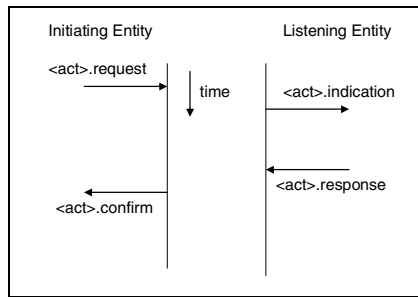 Initiating Entity
Listening Entity
<act>.request
time
<act>.indication
<act>.response
<act>.confirm